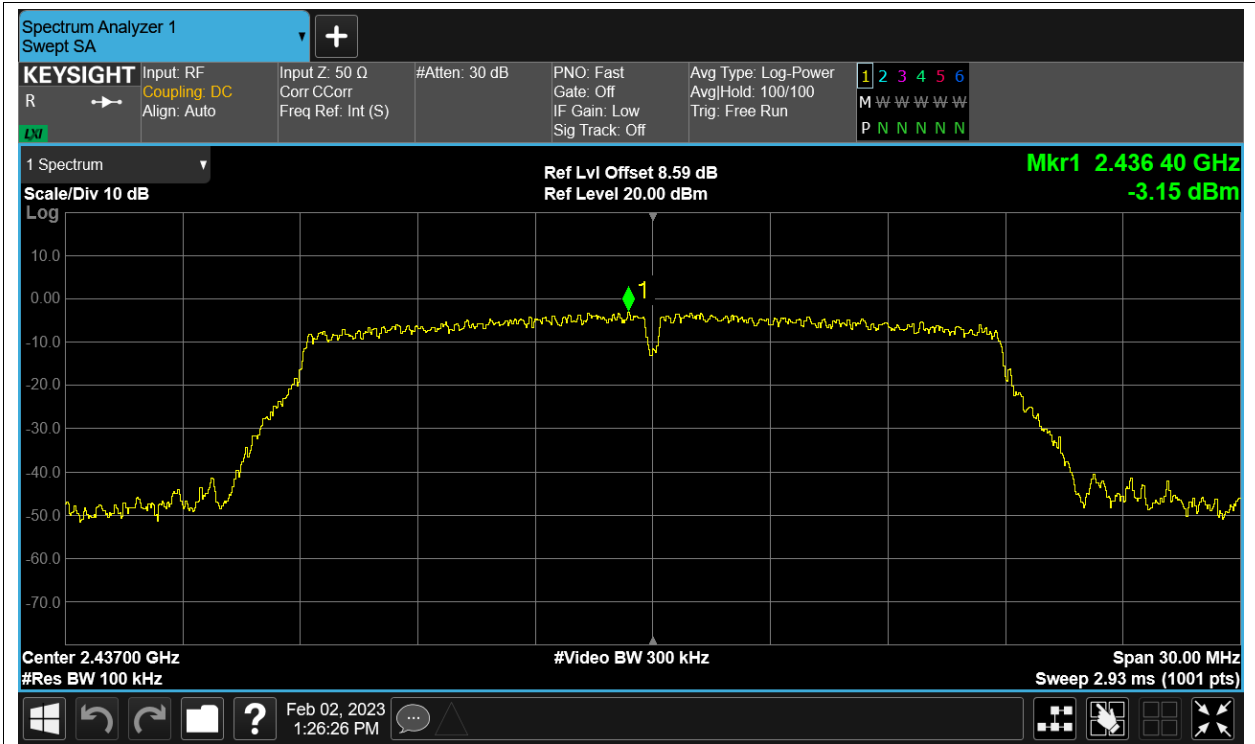 Spectrum Analyzer 1
Swept SA
KEYSIGHT
R
LXI
Input: RF
Coupling: DC
Align: Auto
Input Z: 50 Ω
Corr CCorr
Freq Ref: Int (S)
#Atten: 30 dB
PNO: Fast
Gate: Off
IF Gain: Low
Sig Track: Off
Avg Type: Log-Power
Avg|Hold: 100/100
Trig: Free Run
1 2 3 4 5 6
M W W W W W
P N N N N N
1 Spectrum
Scale/Div 10 dB
Log
Ref Lvl Offset 8.59 dB
Ref Level 20.00 dBm
Mkr1 2.436 40 GHz
-3.15 dBm
10.0
0.00
1
-10.0
-20.0
-30.0
-40.0
-50.0
-60.0
-70.0
Center 2.43700 GHz
#Res BW 100 kHz
#Video BW 300 kHz
Span 30.00 MHz
Sweep 2.93 ms (1001 pts)
?
Feb 02, 2023
1:26:26 PM